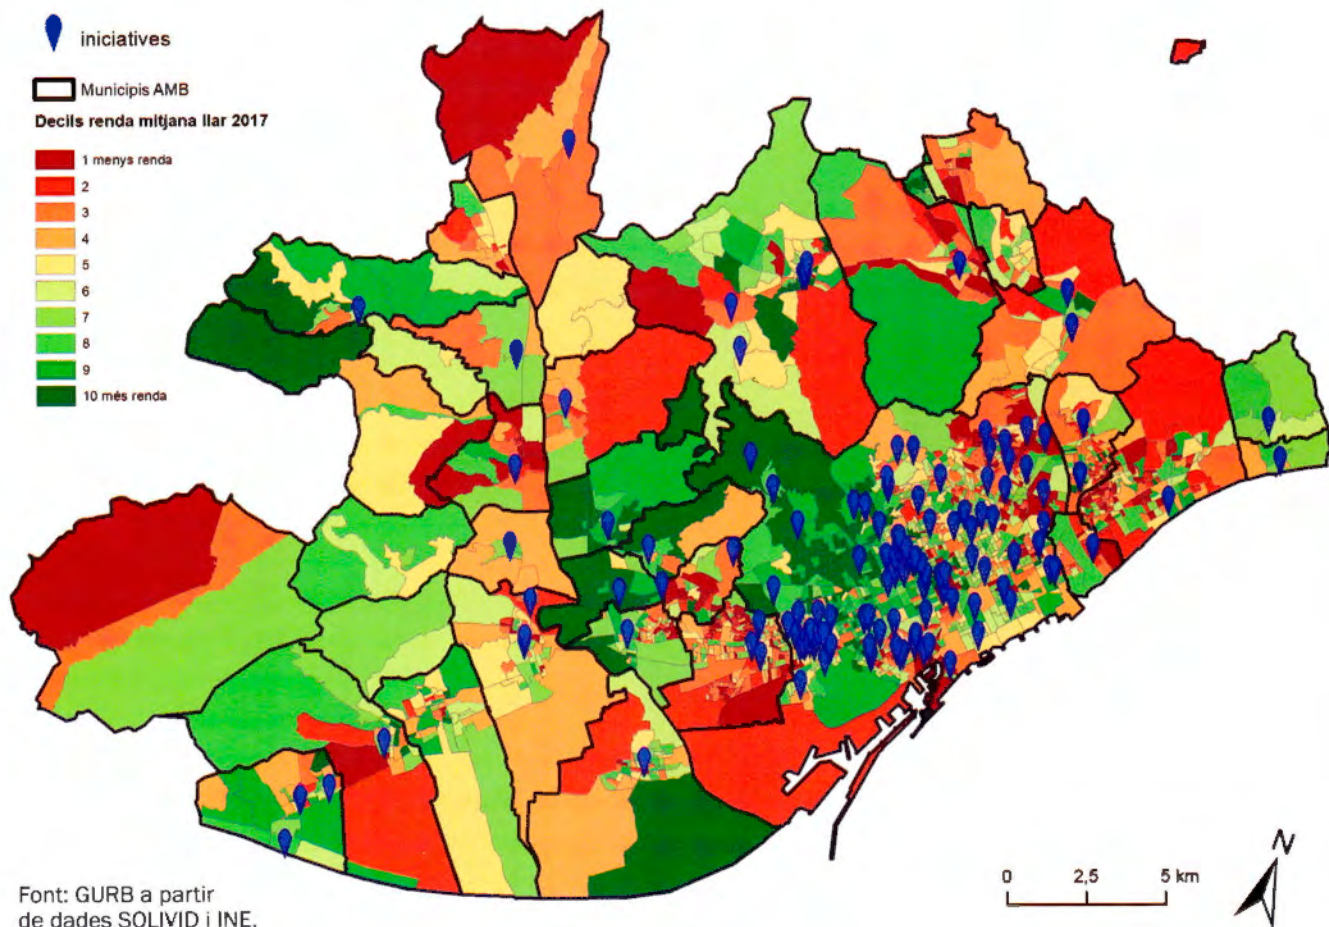 iniciatives
Municipis AMB
Decils renda mitjana llar 2017
1 menys renda
2
3
4
5
6
7
8
9
10 més renda
N
0 2,5 5 km
Font: GURB a partir
de dades SOLIVID i INE.